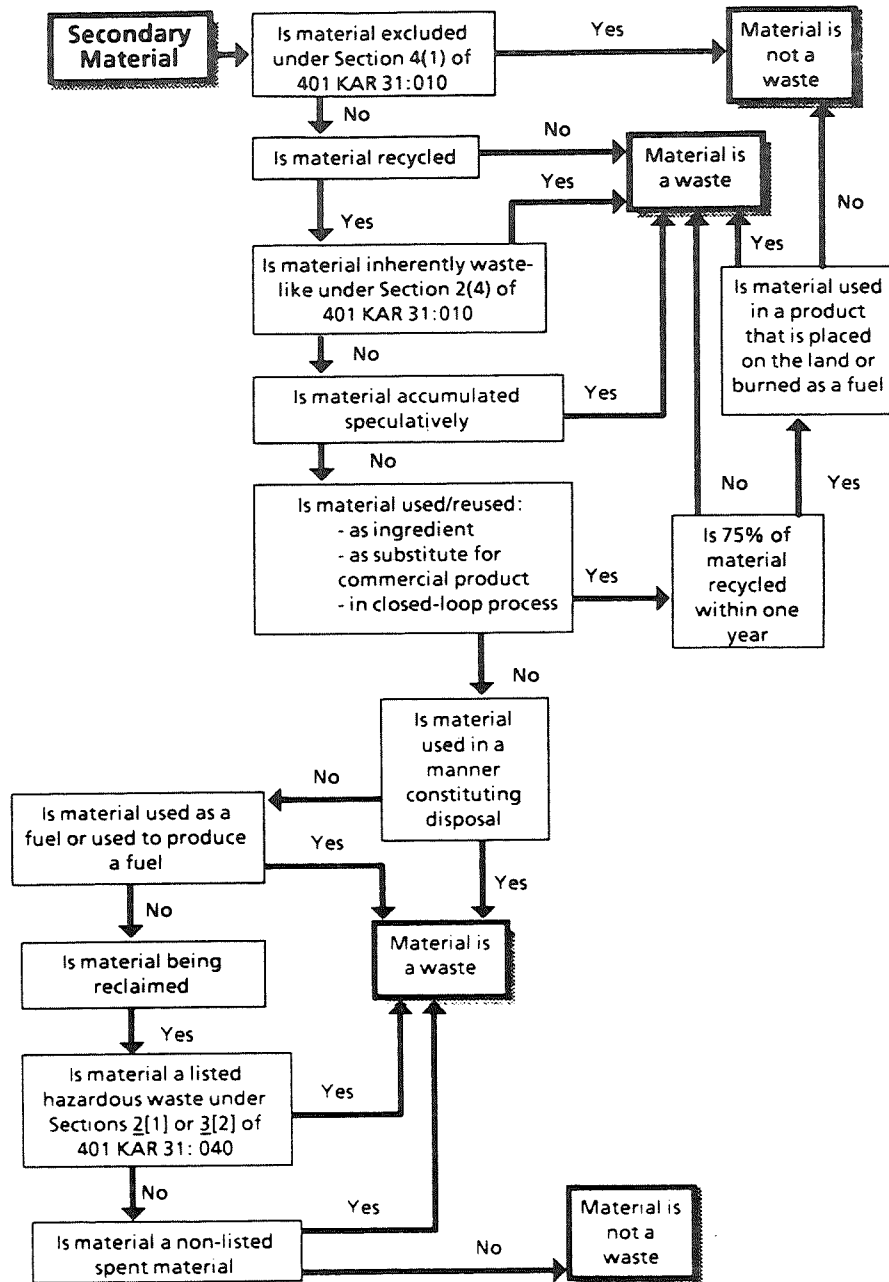 Secondary
Material
Is material excluded
under Section 4(1) of
401 KAR 31:010
Yes
Material is
not a
waste
No
Is material recycled
No
Material is
a waste
Yes
Yes
No
Is material inherently waste-
like under Section 2(4) of
401 KAR 31:010
Yes
Is material used
in a product
that is placed
on the land or
burned as a fuel
No
Is material accumulated
speculatively
Yes
No
No
Yes
Is material used/reused:
- as ingredient
- as substitute for
commercial product
- in closed-loop process
Yes
Is 75% of
material
recycled
within one
year
No
Is material
used in a
manner
constituting
disposal
No
Is material used as a
fuel or used to produce
a fuel
Yes
Yes
No
Material is
a waste
Is material being
reclaimed
Yes
Is material a listed
hazardous waste under
Sections 2[1] or 3[2] of
401 KAR 31: 040
Yes
No
Yes
Is material a non-listed
spent material
No
Material is
not a
waste